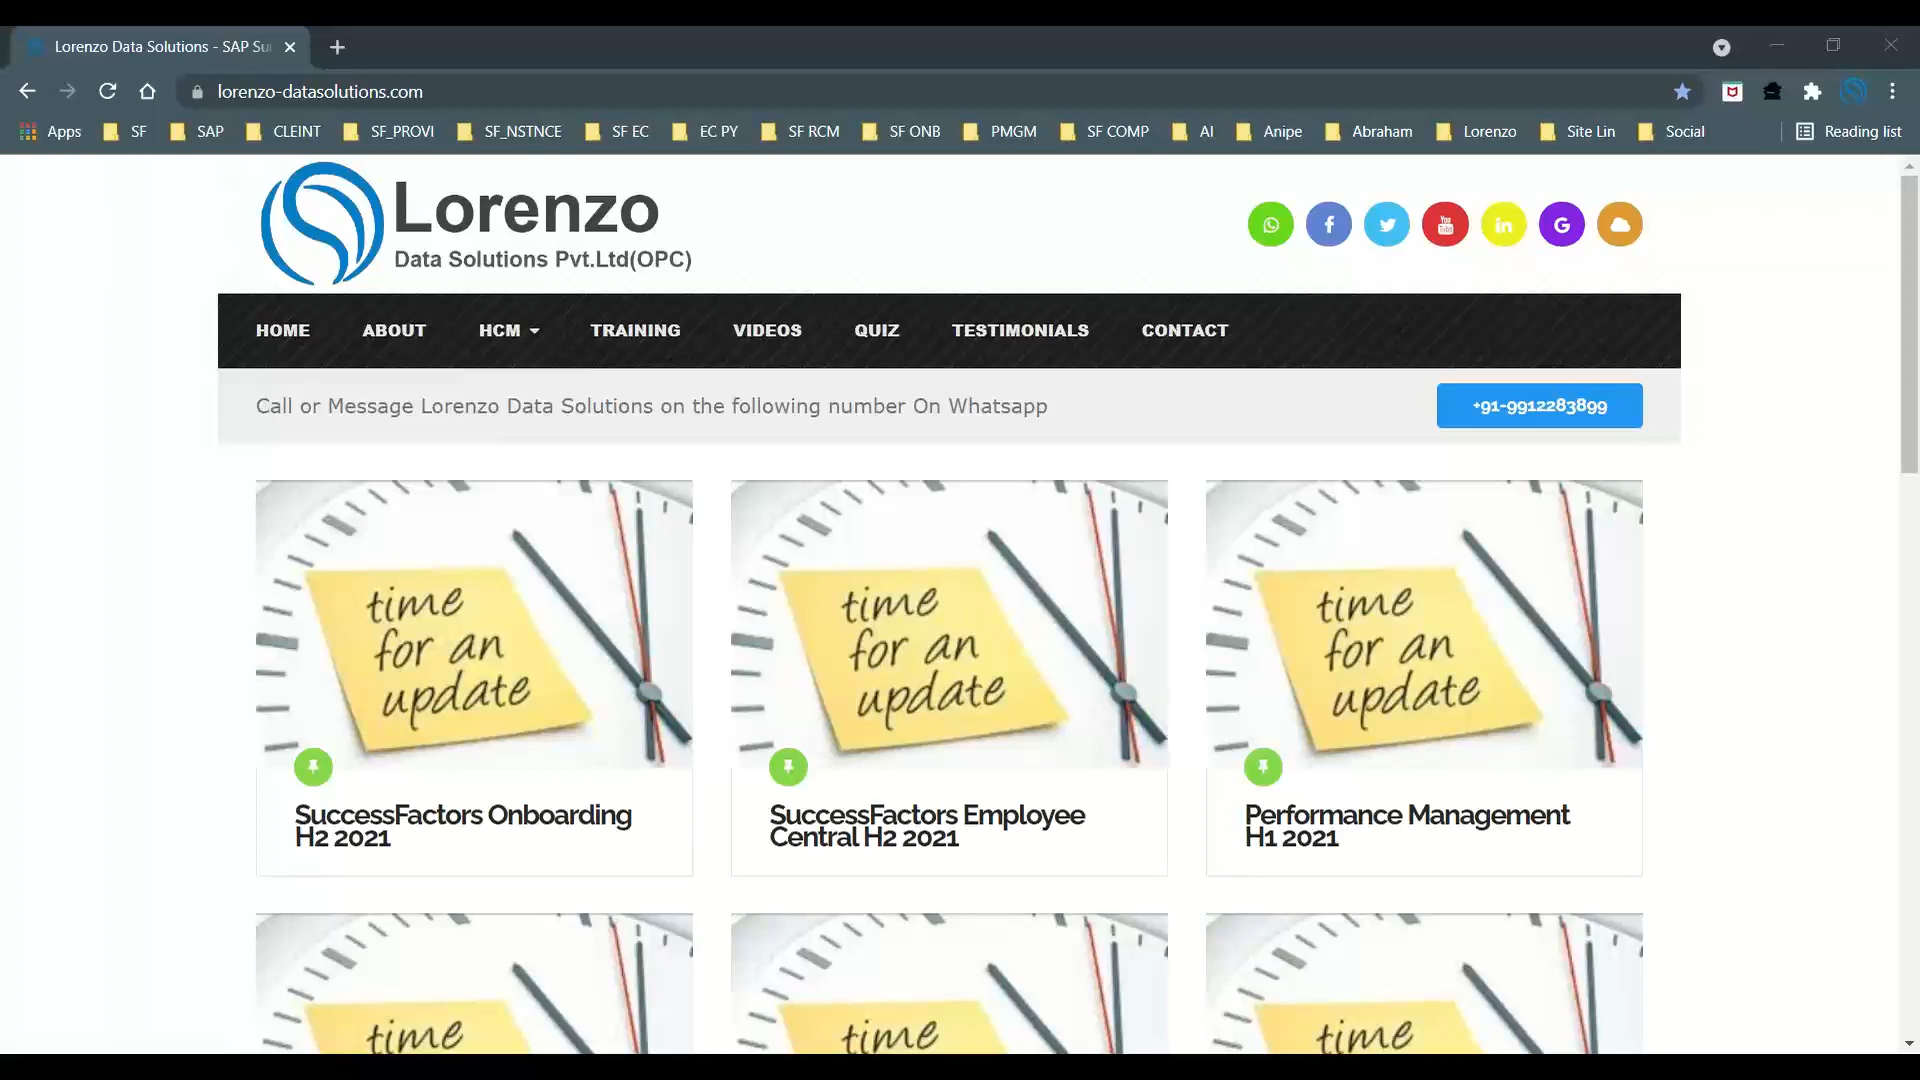 Lorenzo Data Solutions - SAP Su
lorenzo-datasolutions.com
Apps SF SAP CLEINT SF_PROVI SF_NSTNCE SF EC EC PY SF RCM SF ONB PMGM SF COMP AI Anipe Abraham Lorenzo Site Lin Social Reading list
Lorenzo
Data Solutions Pvt.Ltd(OPC)
HOME ABOUT HCM TRAINING VIDEOS QUIZ TESTIMONIALS CONTACT
Call or Message Lorenzo Data Solutions on the following number On Whatsapp +91-9912283899
time
for an
update
time
for an
update
time
for an
update
SuccessFactors Onboarding
H2 2021
SuccessFactors Employee
Central H2 2021
Performance Management
H1 2021
time
time
time